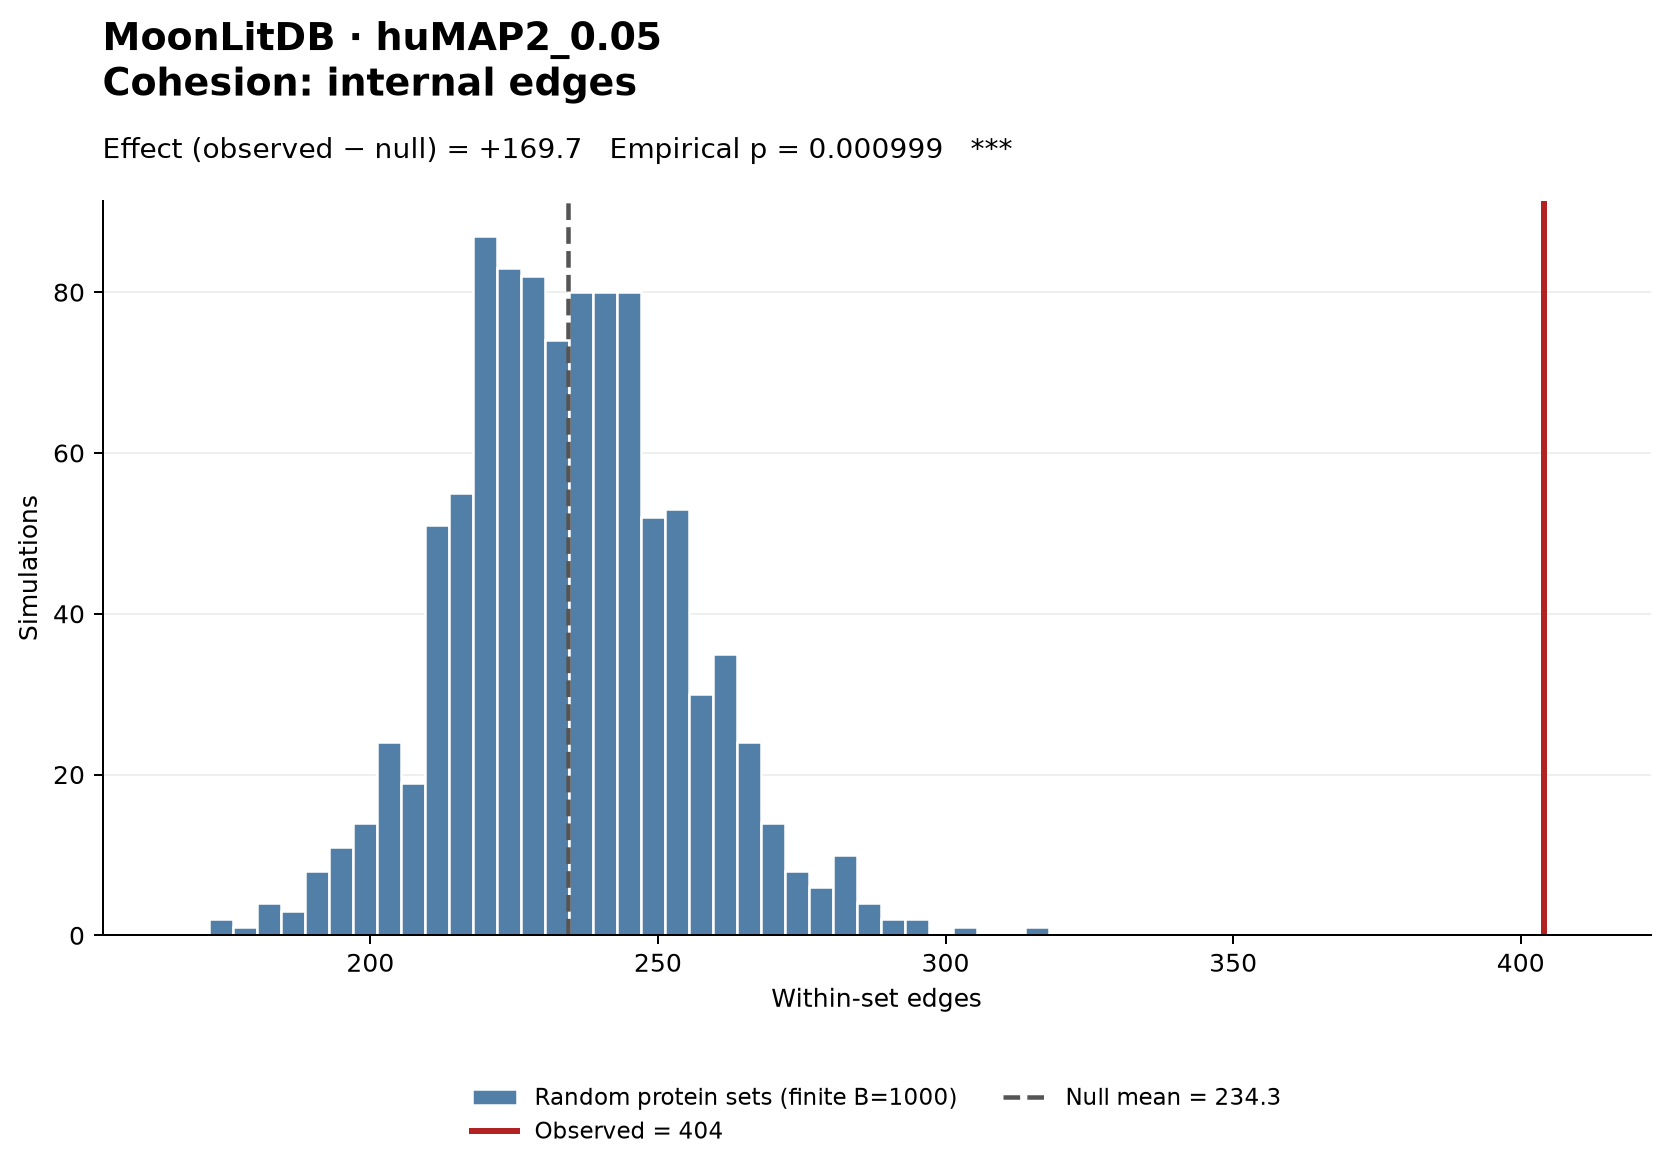 MoonLitDB · huMAP2_0.05
Cohesion: internal edges
Effect (observed − null) = +169.7 Empirical p = 0.000999 ***
Simulations
80
60
40
20
0
200 250 300 350 400
Within-set edges
Random protein sets (finite B=1000)
Observed = 404
Null mean = 234.3